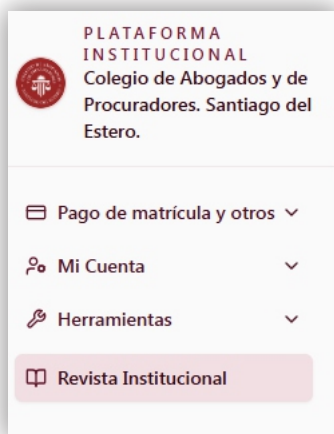 PLATAFORMA
INSTITUCIONAL
Colegio de Abogados y de
Procuradores. Santiago del
Estero.
Pago de matrícula y otros
Mi Cuenta
Herramientas
Revista Institucional